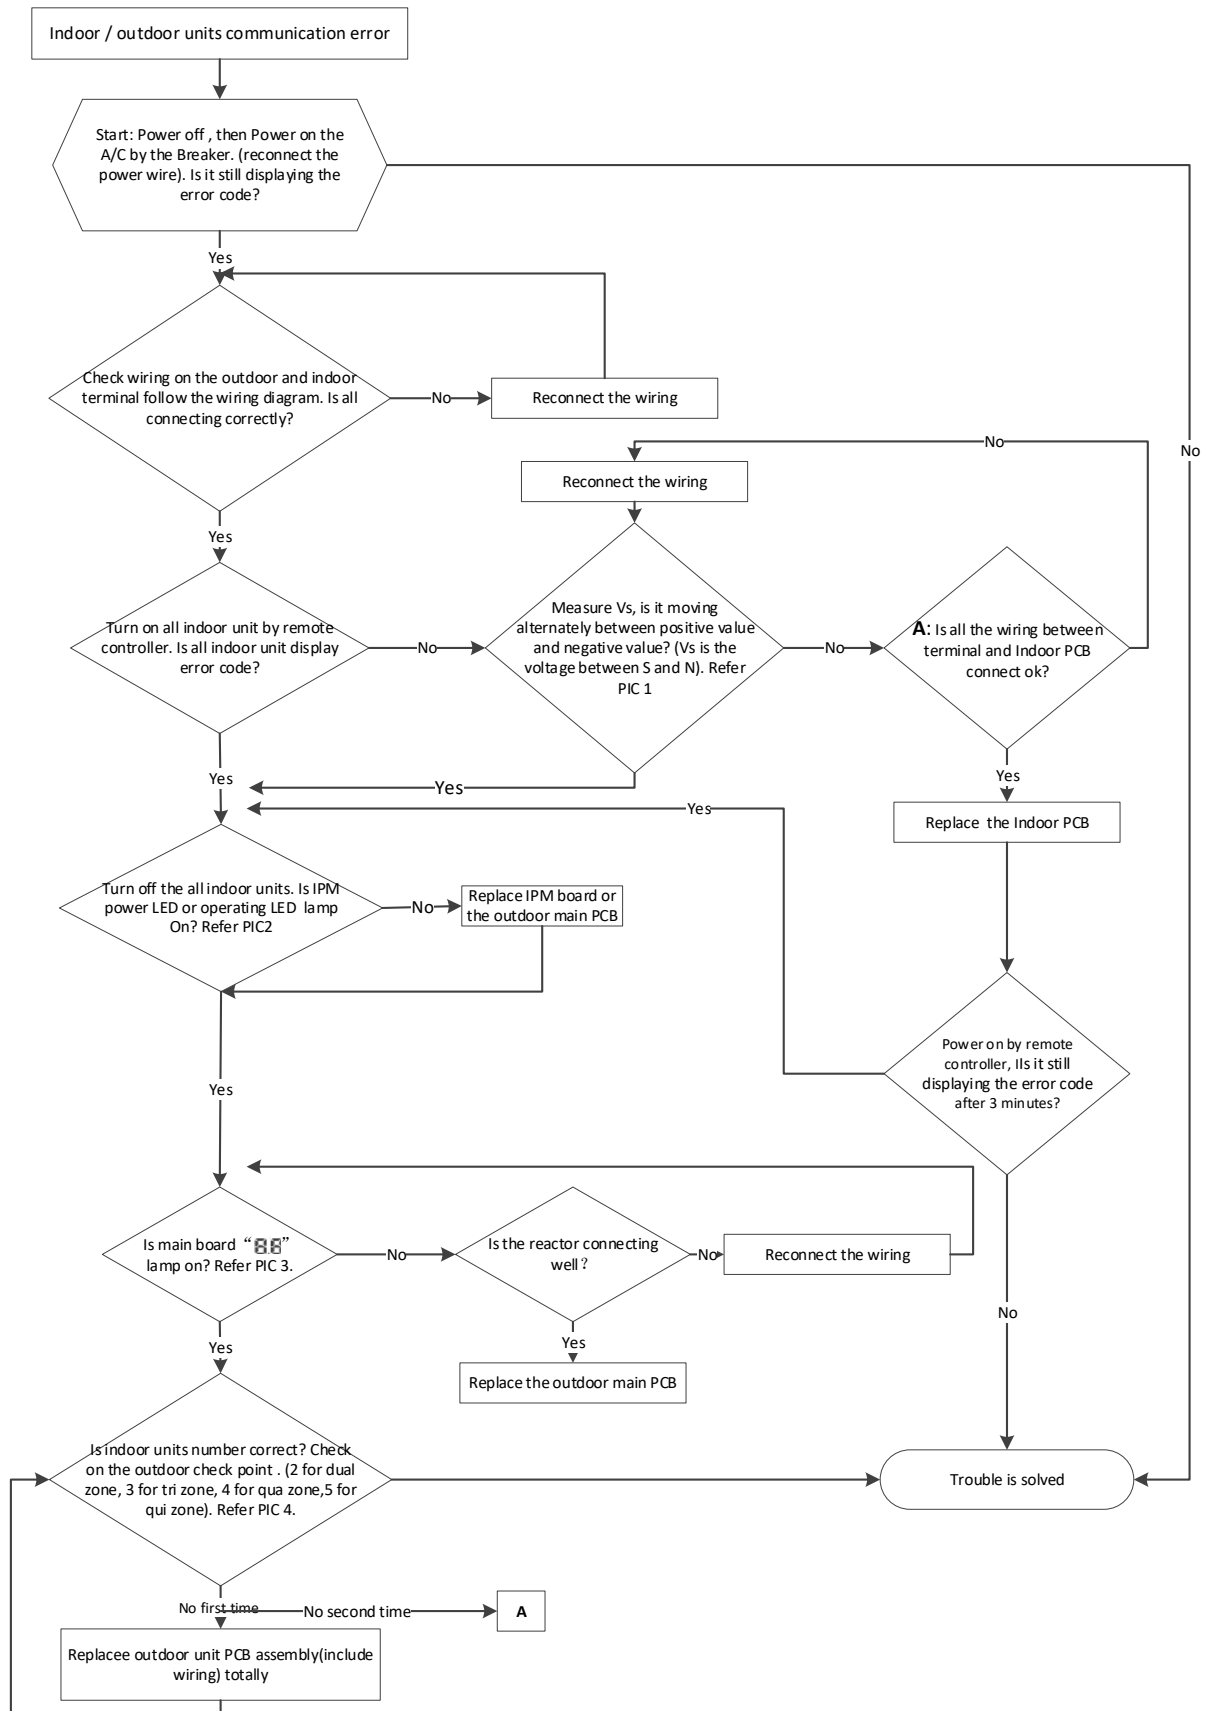 Indoor / outdoor units communication error
Start: Power off , then Power on the
A/C by the Breaker. (reconnect the
power wire). Is it still displaying the
error code?
Yes
No
Check wiring on the outdoor and indoor
terminal follow the wiring diagram. Is all
connecting correctly?
No
Reconnect the wiring
Yes
No
Reconnect the wiring
Turn on all indoor unit by remote
controller. Is all indoor unit display
error code?
No
Measure Vs, is it moving
alternately between positive value
and negative value? (Vs is the
voltage between S and N). Refer
PIC 1
No
A: Is all the wiring between
terminal and Indoor PCB
connect ok?
Yes
Yes
Yes
Yes
Replace the Indoor PCB
Turn off the all indoor units. Is IPM
power LED or operating LED lamp
On? Refer PIC2
No
Replace IPM board or
the outdoor main PCB
Power on by remote
controller, IIs it still
displaying the error code
after 3 minutes?
Yes
No
Is main board “8.8”
lamp on? Refer PIC 3.
No
Is the reactor connecting
well?
No
Reconnect the wiring
Yes
Yes
Replace the outdoor main PCB
Is indoor units number correct? Check
on the outdoor check point . (2 for dual
zone, 3 for tri zone, 4 for qua zone,5 for
qui zone). Refer PIC 4.
Trouble is solved
No first time
No second time
A
Replacee outdoor unit PCB assembly(include
wiring) totally